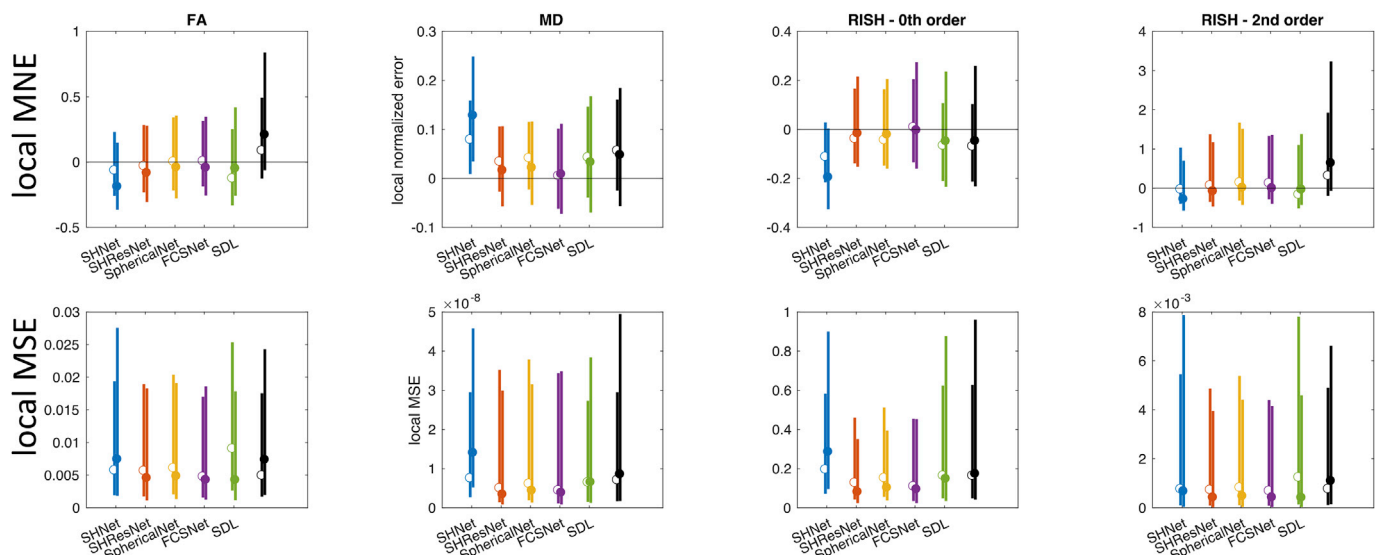 FA
MD
RISH - 0th order
RISH - 2nd order
local MNE
1
0.5
0
-0.5
local normalized error
0.3
0.2
0.1
0
-0.1
0.4
0.2
0
-0.2
-0.4
4
3
2
1
0
-1
SHNet
SHResNet
SphericalNet
FCSNet
SDL
SHNet
SHResNet
SphericalNet
FCSNet
SDL
SHNet
SHResNet
SphericalNet
FCSNet
SDL
SHNet
SHResNet
SphericalNet
FCSNet
SDL
local MSE
0.03
0.025
0.02
0.015
0.01
0.005
0
local MSE
×10-8
5
4
3
2
1
0
1
0.8
0.6
0.4
0.2
0
×10-3
8
6
4
2
0
SHNet
SHResNet
SphericalNet
FCSNet
SDL
SHNet
SHResNet
SphericalNet
FCSNet
SDL
SHNet
SHResNet
SphericalNet
FCSNet
SDL
SHNet
SHResNet
SphericalNet
FCSNet
SDL